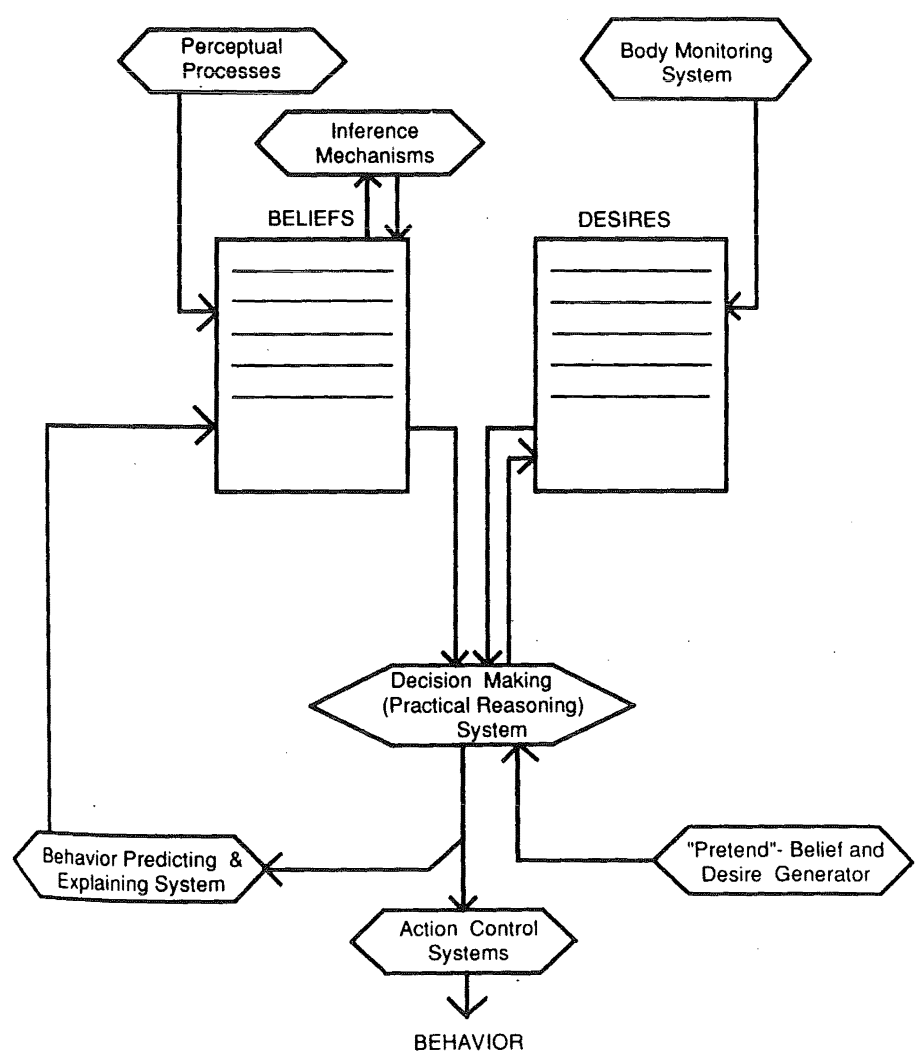 Perceptual
Processes
Body Monitoring
System
Inference
Mechanisms
BELIEFS
DESIRES
Decision Making
(Practical Reasoning)
System
Behavior Predicting &
Explaining System
"Pretend"- Belief and
Desire Generator
Action Control
Systems
BEHAVIOR